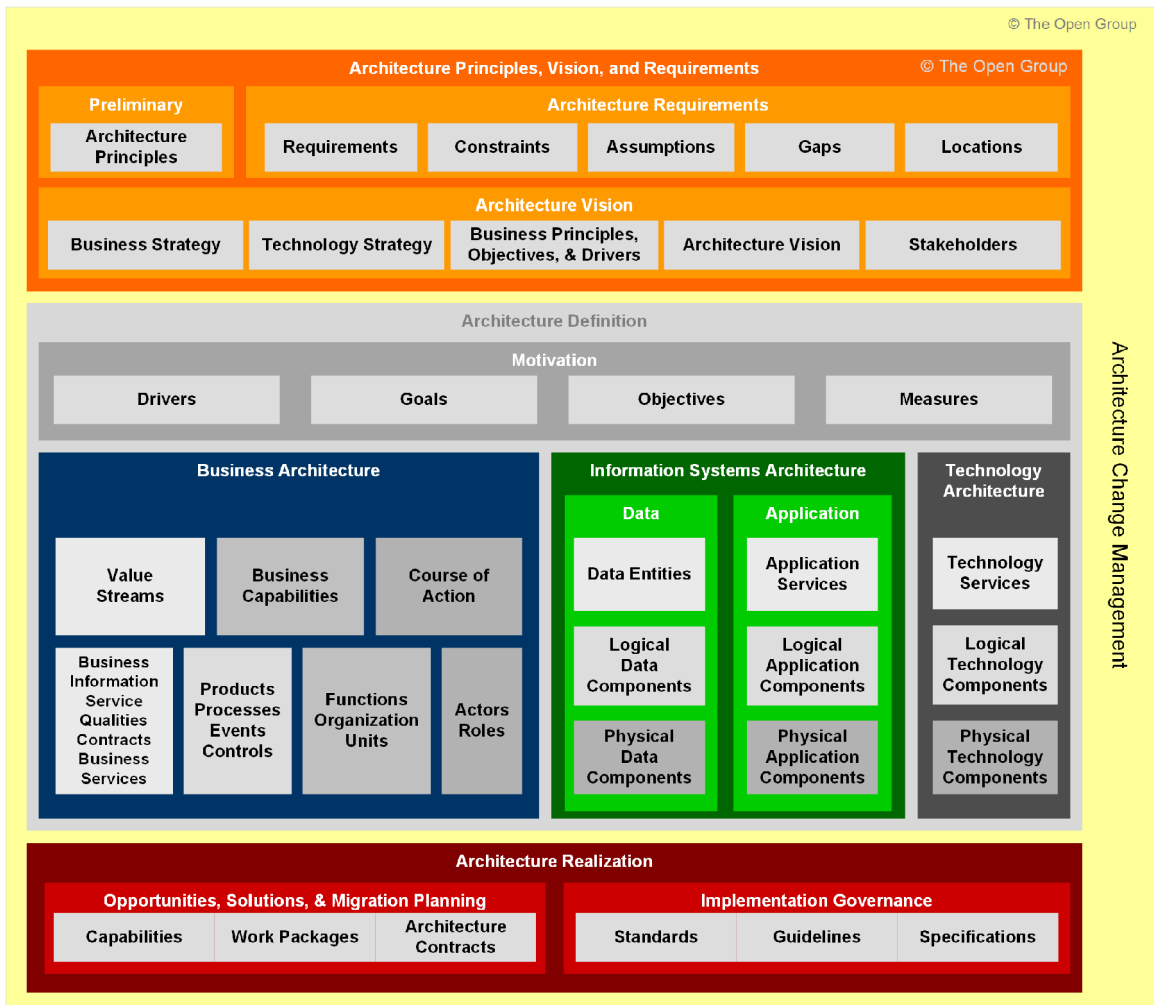 © The Open Group
Architecture Principles, Vision, and Requirements
© The Open Group
Preliminary
Architecture
Principles
Architecture Requirements
Requirements
Constraints
Assumptions
Gaps
Locations
Architecture Vision
Business Strategy
Technology Strategy
Business Principles,
Objectives, & Drivers
Architecture Vision
Stakeholders
Architecture Definition
Motivation
Drivers
Goals
Objectives
Measures
Business Architecture
Value
Streams
Business
Capabilities
Course of
Action
Business
Information
Service
Qualities
Contracts
Business
Services
Products
Processes
Events
Controls
Functions
Organization
Units
Actors
Roles
Information Systems Architecture
Data
Data Entities
Logical
Data
Components
Physical
Data
Components
Application
Application
Services
Logical
Application
Components
Physical
Application
Components
Technology
Architecture
Technology
Services
Logical
Technology
Components
Physical
Technology
Components
Architecture Realization
Opportunities, Solutions, & Migration Planning
Capabilities
Work Packages
Architecture
Contracts
Implementation Governance
Standards
Guidelines
Specifications
Architecture Change Management